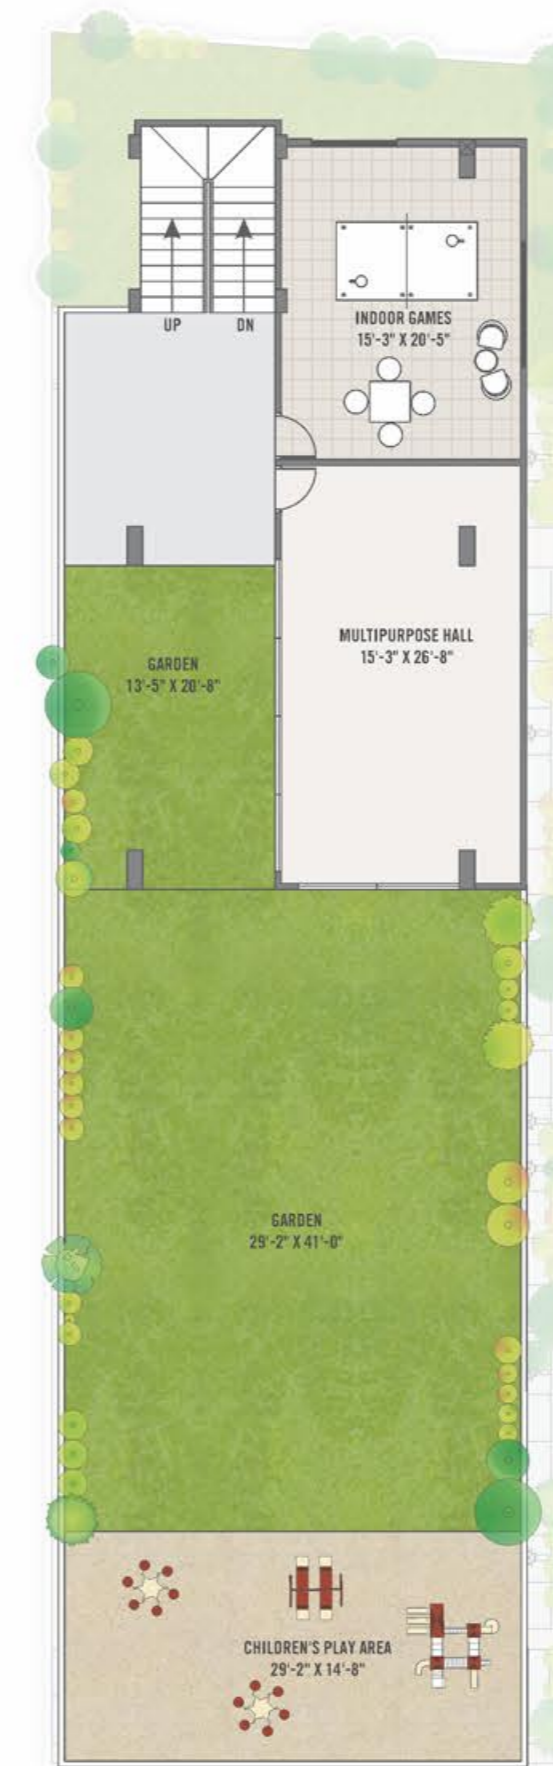 UP DN
INDOOR GAMES
15'-3" X 20'-5"
MULTIPURPOSE HALL
15'-3" X 26'-8"
GARDEN
13'-5" X 20'-8"
GARDEN
29'-2" X 41'-0"
CHILDREN'S PLAY AREA
29'-2" X 14'-8"